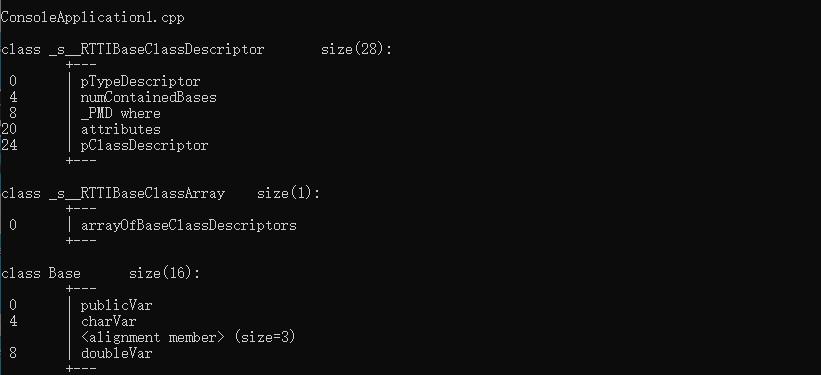 ConsoleApplication1.cpp
class _s__RTTIBaseClassDescriptor       size(28):
        +---
 0      | pTypeDescriptor
 4      | numContainedBases
 8      | _PMD where
20      | attributes
24      | pClassDescriptor
        +---
class _s__RTTIBaseClassArray    size(1):
        +---
 0      | arrayOfBaseClassDescriptors
        +---
class Base      size(16):
        +---
 0      | publicVar
 4      | charVar
        | <alignment member> (size=3)
 8      | doubleVar
        +---